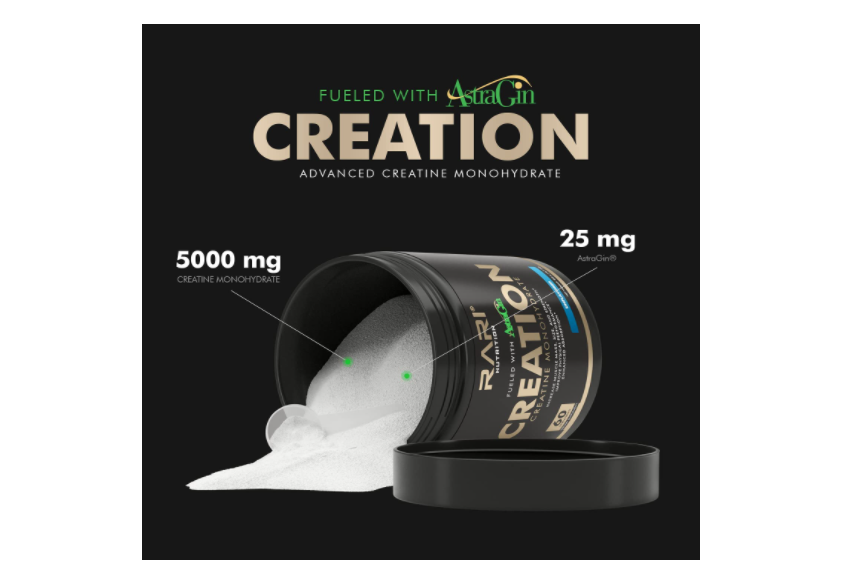 FUELED WITH AstraGin
CREATION
ADVANCED CREATINE MONOHYDRATE
25 mg
AstraGin®
5000 mg
CREATINE MONOHYDRATE
RARI
NUTRITION
FUELED WITH AstraGin
CREATION
CREATINE MONOHYDRATE
60